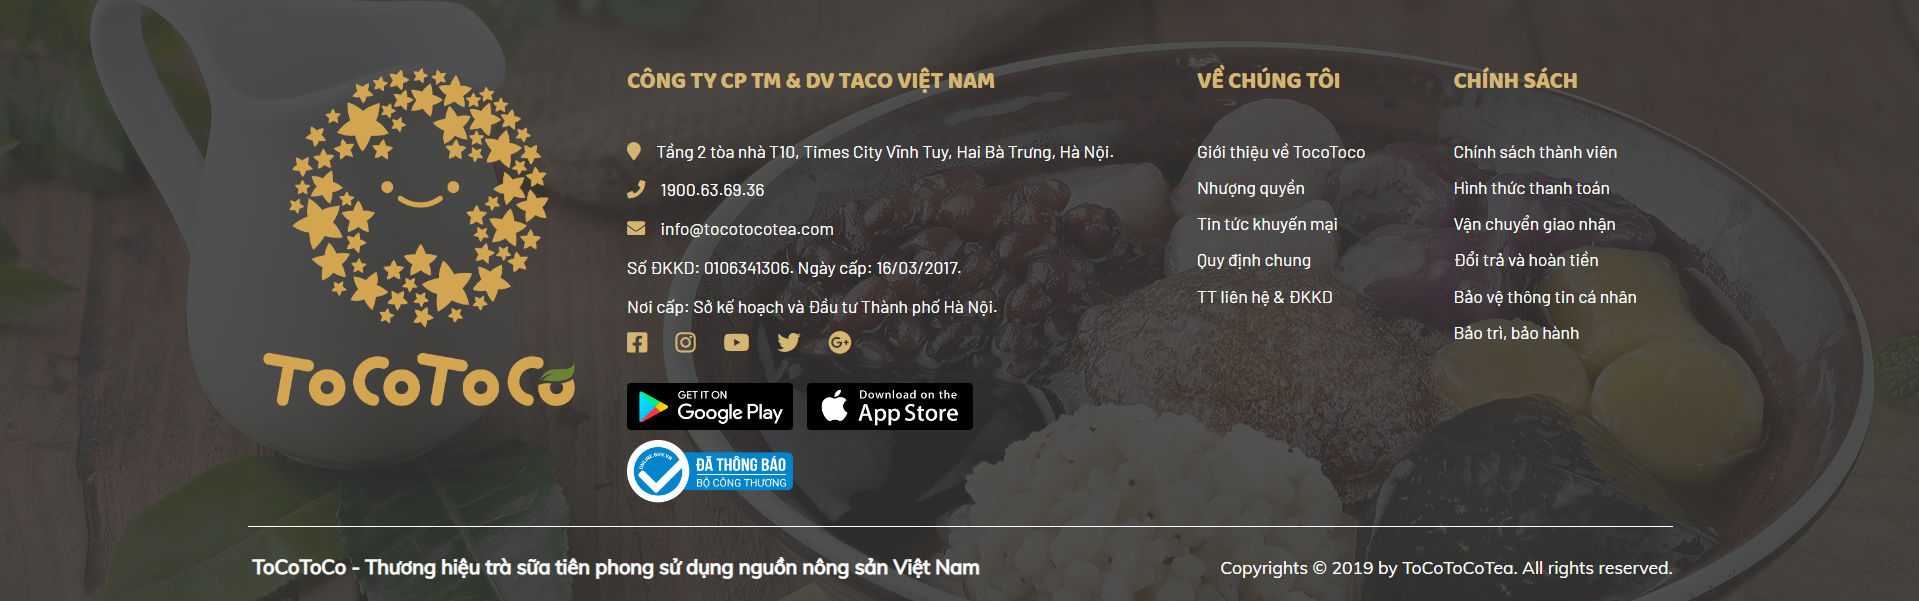 ToCoToCo
CÔNG TY CP TM & DV TACO VIỆT NAM
Tầng 2 tòa nhà T10, Times City Vĩnh Tuy, Hai Bà Trưng, Hà Nội.
1900.63.69.36
info@tocotocotea.com
Số ĐKKD: 0106341306. Ngày cấp: 16/03/2017.
Nơi cấp: Sở kế hoạch và Đầu tư Thành phố Hà Nội.
GET IT ON
Google Play
Download on the
App Store
ONLINE.GOV.VN
ĐÃ THÔNG BÁO
BỘ CÔNG THƯƠNG
VỀ CHÚNG TÔI
Giới thiệu về TocoToco
Nhượng quyền
Tin tức khuyến mại
Quy định chung
TT liên hệ & ĐKKD
CHÍNH SÁCH
Chính sách thành viên
Hình thức thanh toán
Vận chuyển giao nhận
Đổi trả và hoàn tiền
Bảo vệ thông tin cá nhân
Bảo trì, bảo hành
ToCoToCo - Thương hiệu trà sữa tiên phong sử dụng nguồn nông sản Việt Nam
Copyrights © 2019 by ToCoToCoTea. All rights reserved.